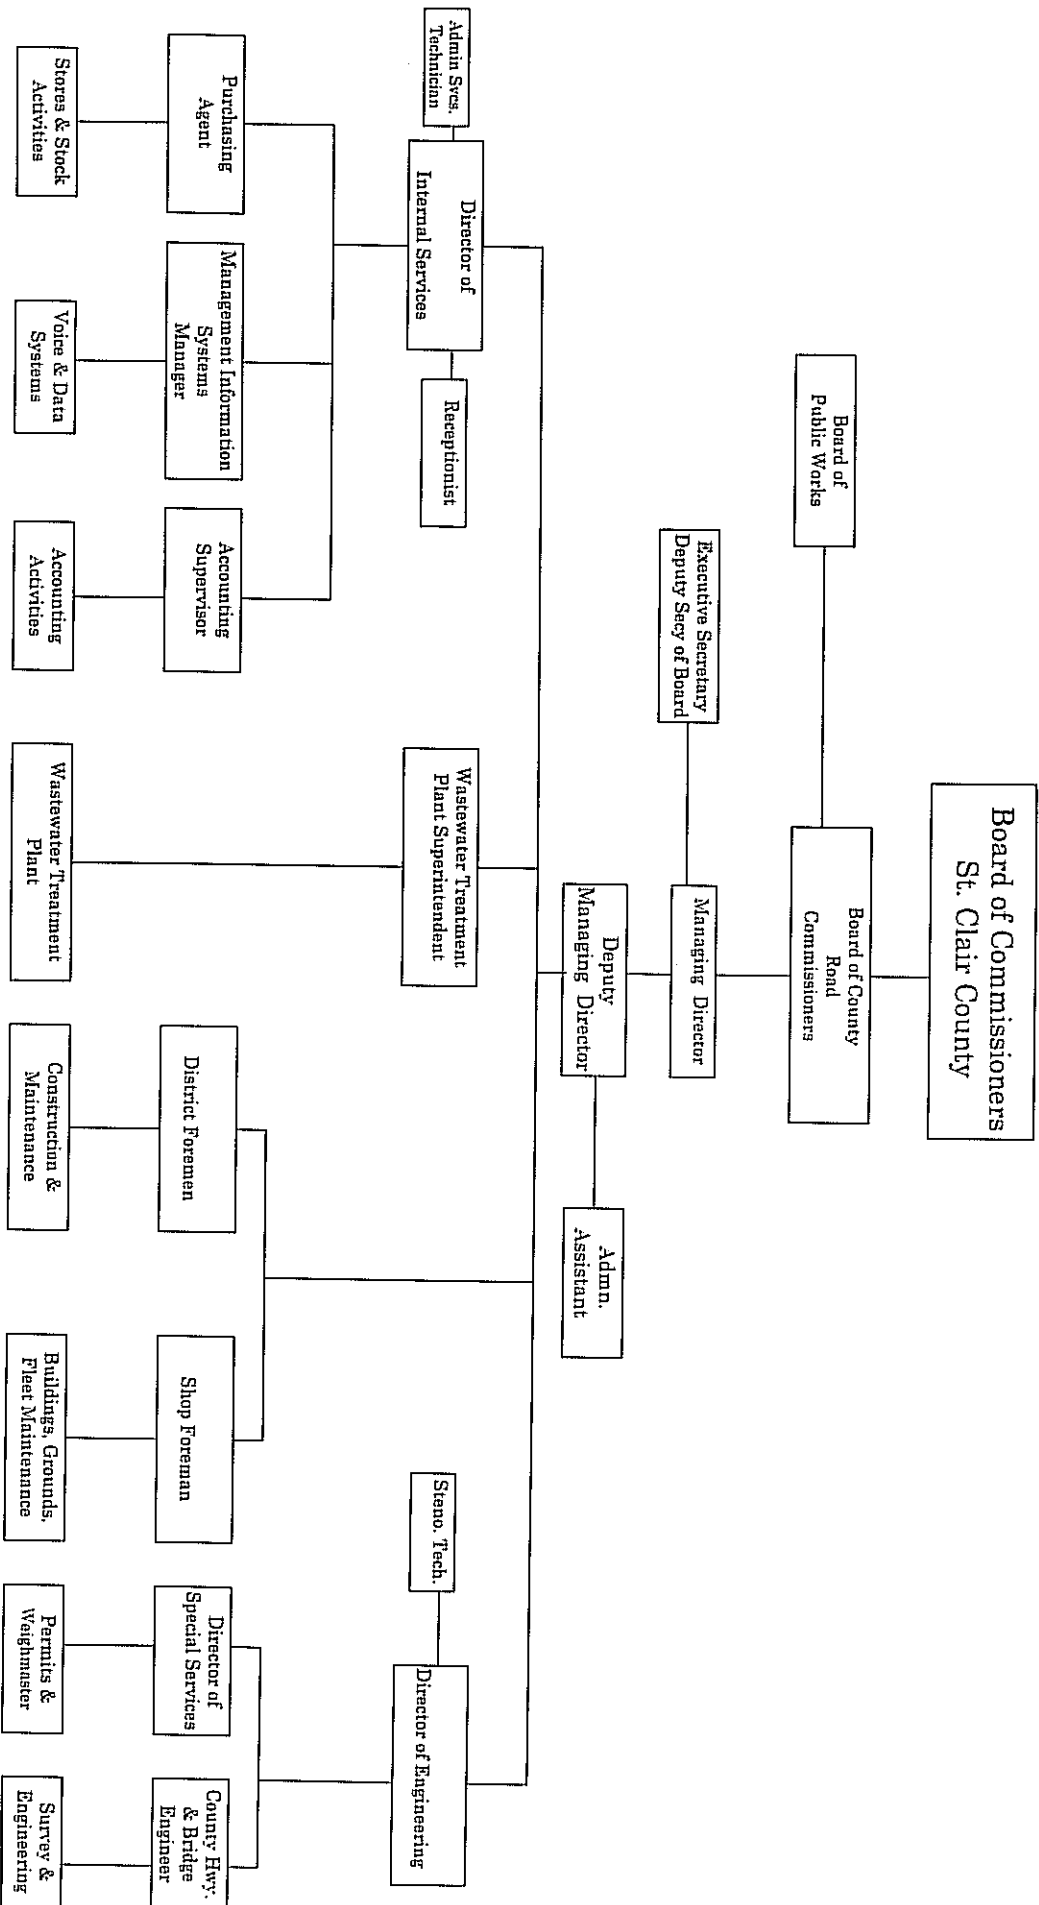 Board of Commissioners
St. Clair County
Board of
Public Works
Board of County
Road
Commissioners
Executive Secretary
Deputy Secy of Board
Managing Director
Deputy
Managing Director
Admn.
Assistant
Admin Svcs.
Technician
Director of
Internal Services
Receptionist
Wastewater Treatment
Plant Superintendent
Steno. Tech.
Director of Engineering
Purchasing
Agent
Management Information
Systems
Manager
Accounting
Supervisor
District Foremen
Shop Foreman
Director of
Special Services
County Hwy.
& Bridge
Engineer
Stores & Stock
Activities
Voice & Data
Systems
Accounting
Activities
Wastewater Treatment
Plant
Construction &
Maintenance
Buildings, Grounds,
Fleet Maintenance
Permits &
Weighmaster
Survey &
Engineering